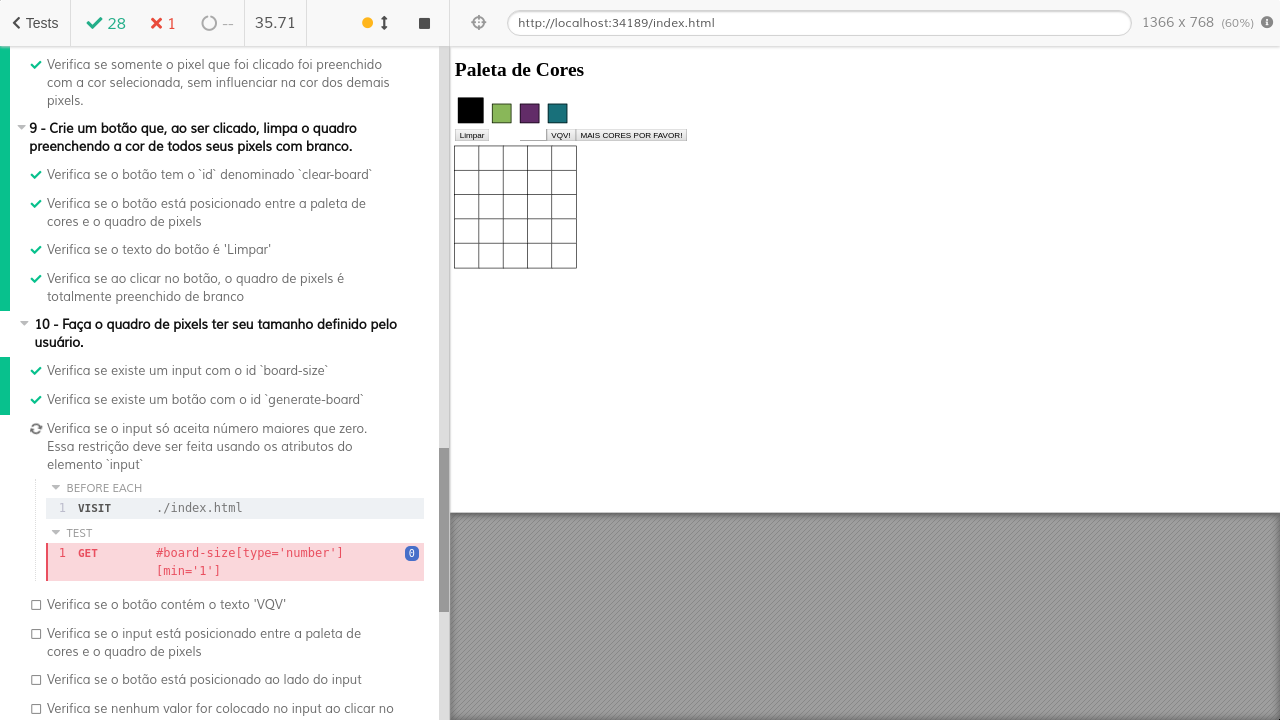 Tests 28 1 -- 35.71 http://localhost:34189/index.html 1366 x 768 (60%)
Verifica se somente o pixel que foi clicado foi preenchido
com a cor selecionada, sem influenciar na cor dos demais
pixels.
9 - Crie um botão que, ao ser clicado, limpa o quadro
preenchendo a cor de todos seus pixels com branco.
Verifica se o botão tem o `id` denominado `clear-board`
Verifica se o botão está posicionado entre a paleta de
cores e o quadro de pixels
Verifica se o texto do botão é 'Limpar'
Verifica se ao clicar no botão, o quadro de pixels é
totalmente preenchido de branco
10 - Faça o quadro de pixels ter seu tamanho definido pelo
usuário.
Verifica se existe um input com o id `board-size`
Verifica se existe um botão com o id `generate-board`
Verifica se o input só aceita número maiores que zero.
Essa restrição deve ser feita usando os atributos do
elemento `input`
BEFORE EACH
1 VISIT ./index.html
TEST
1 GET #board-size[type='number'] 0
[min='1']
Verifica se o botão contém o texto 'VQV'
Verifica se o input está posicionado entre a paleta de
cores e o quadro de pixels
Verifica se o botão está posicionado ao lado do input
Verifica se nenhum valor for colocado no input ao clicar no
Paleta de Cores
Limpar VQV! MAIS CORES POR FAVOR!